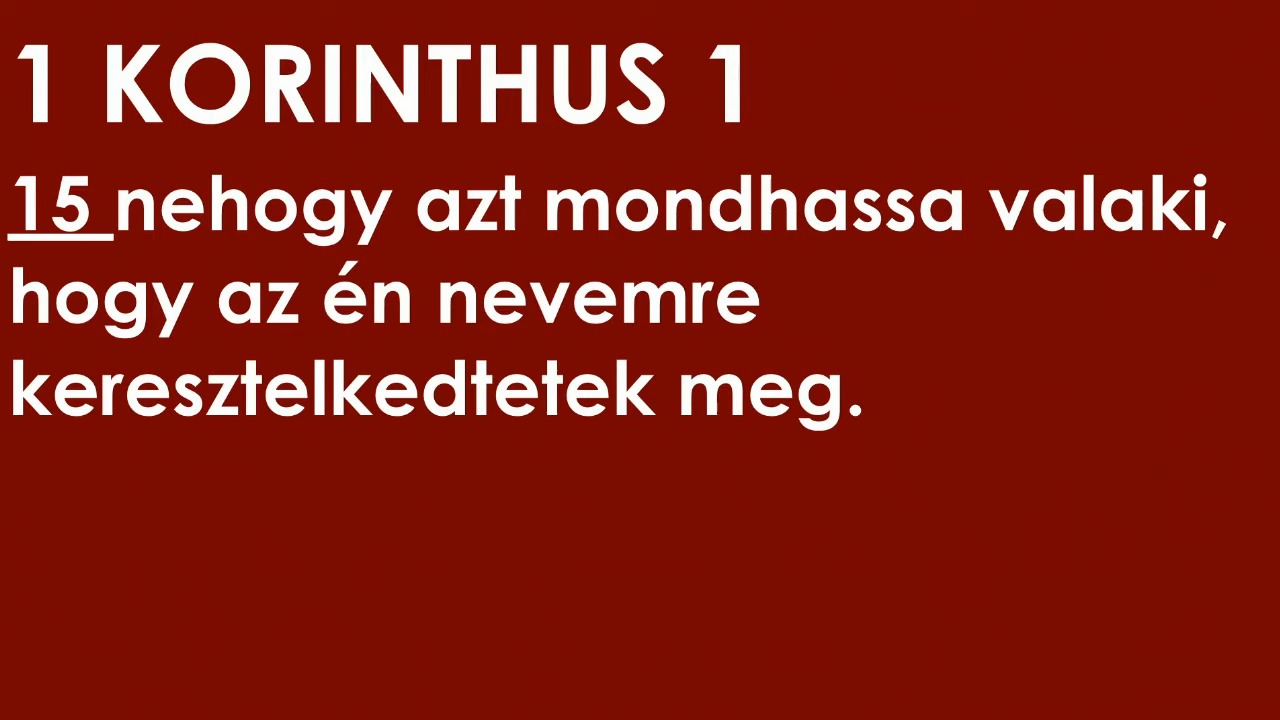 1 KORINTHUS 1
15 nehogy azt mondhassa valaki,
hogy az én nevemre
keresztelkedtetek meg.